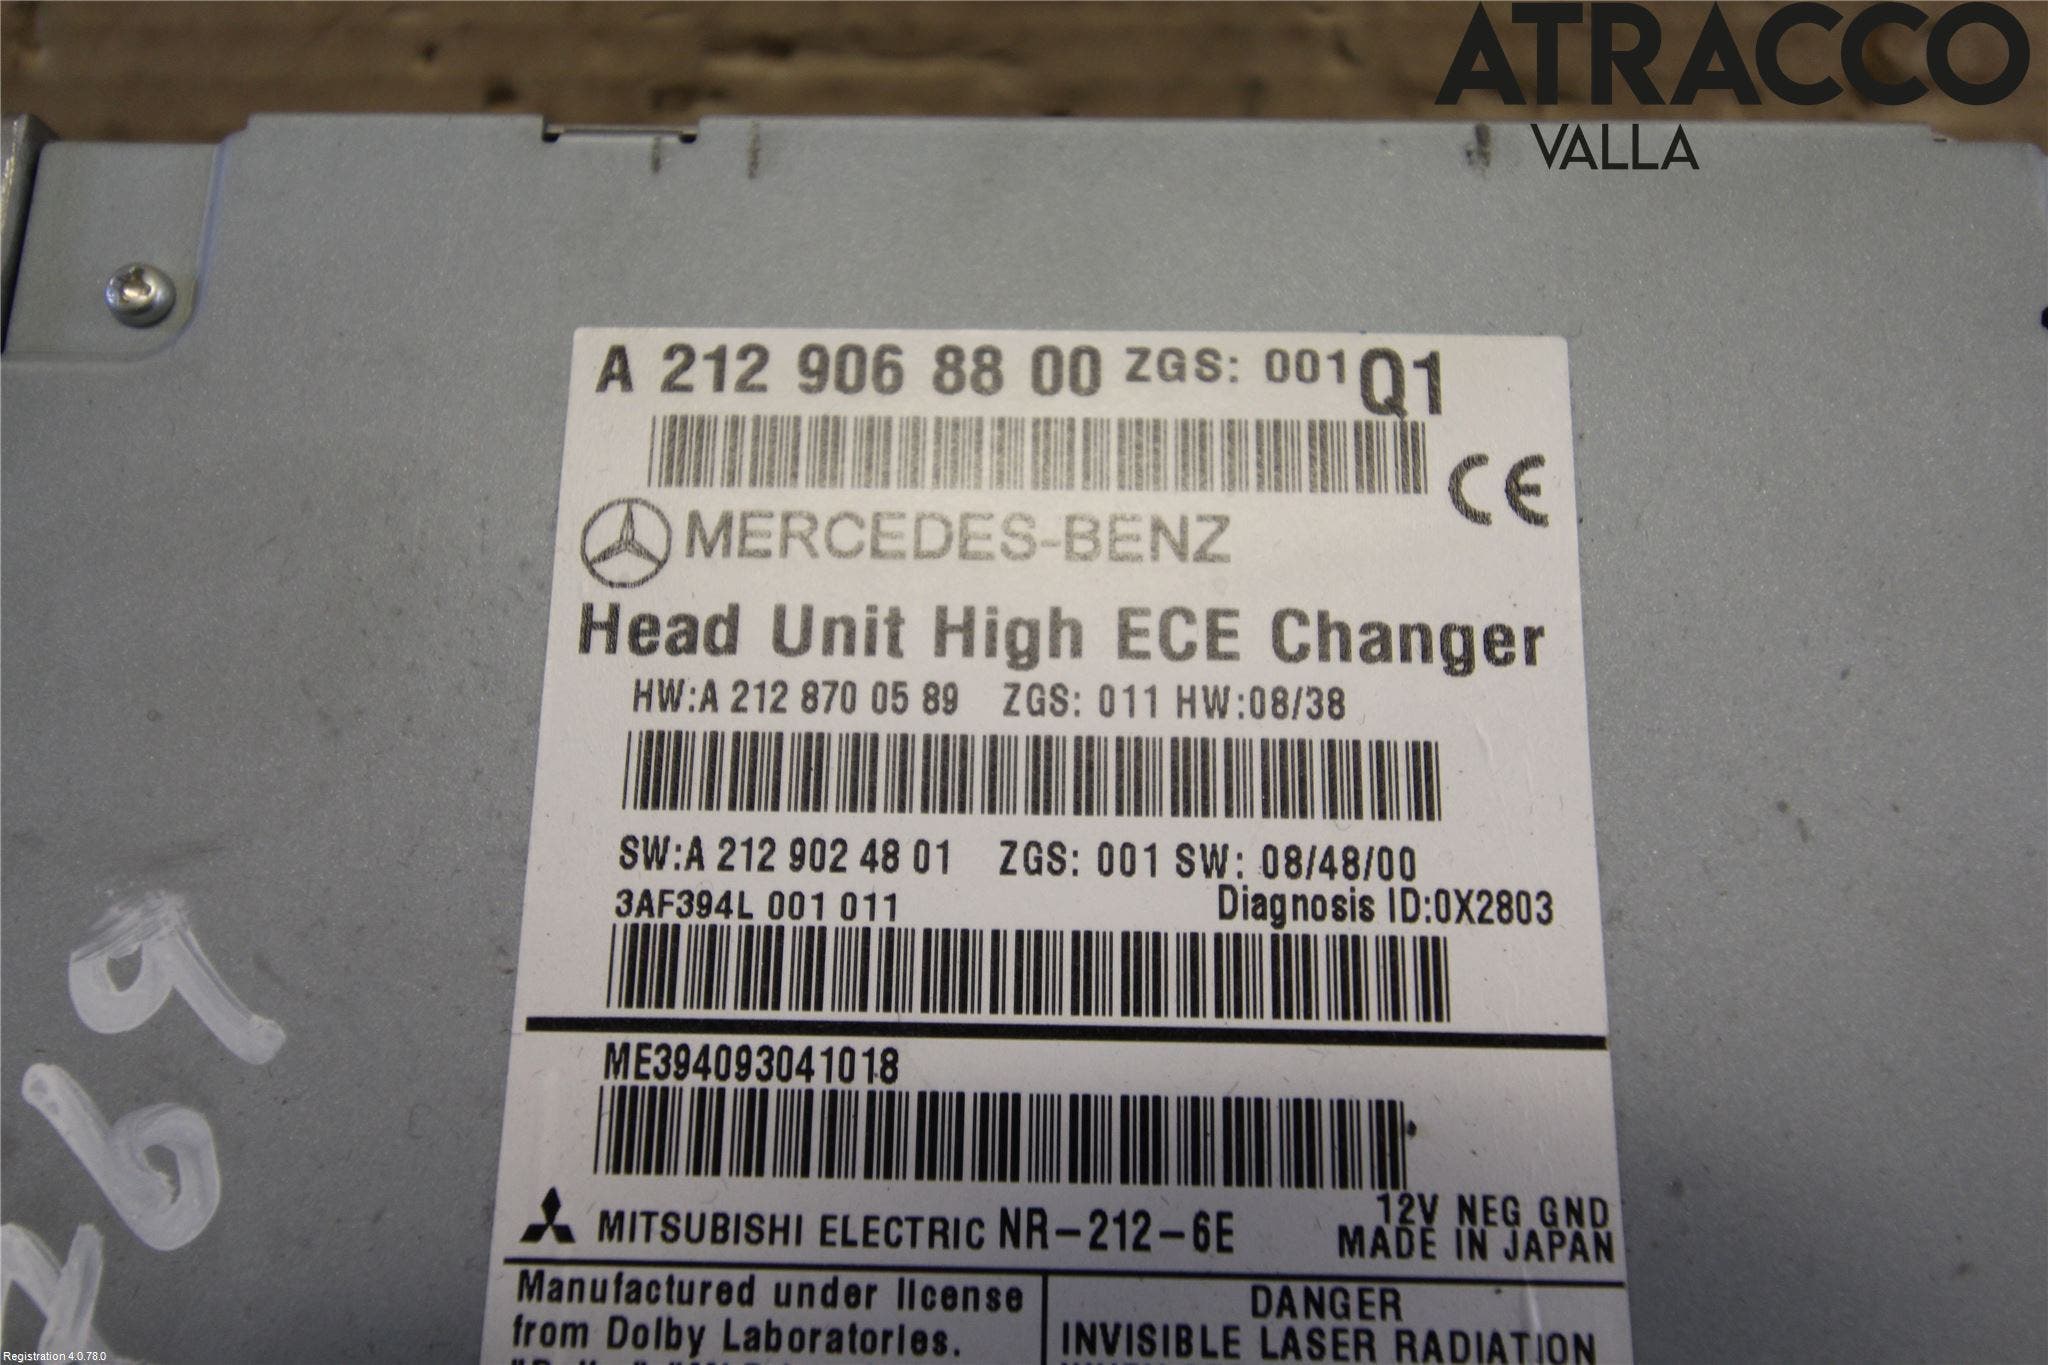 ATRACCO
VALLA
A 212 906 88 00 ZGS: 001 Q1
CE
MERCEDES-BENZ
Head Unit High ECE Changer
HW:A 212 870 05 89 ZGS: 011 HW:08/38
SW:A 212 902 48 01 ZGS: 001 SW: 08/48/00
3AF394L 001 011 Diagnosis ID:0X2803
ME394093041018
MITSUBISHI ELECTRIC NR-212-6E
12V NEG GND
MADE IN JAPAN
Manufactured under license
from Dolby Laboratories.
DANGER
INVISIBLE LASER RADIATION
Registration 4.0.78.0